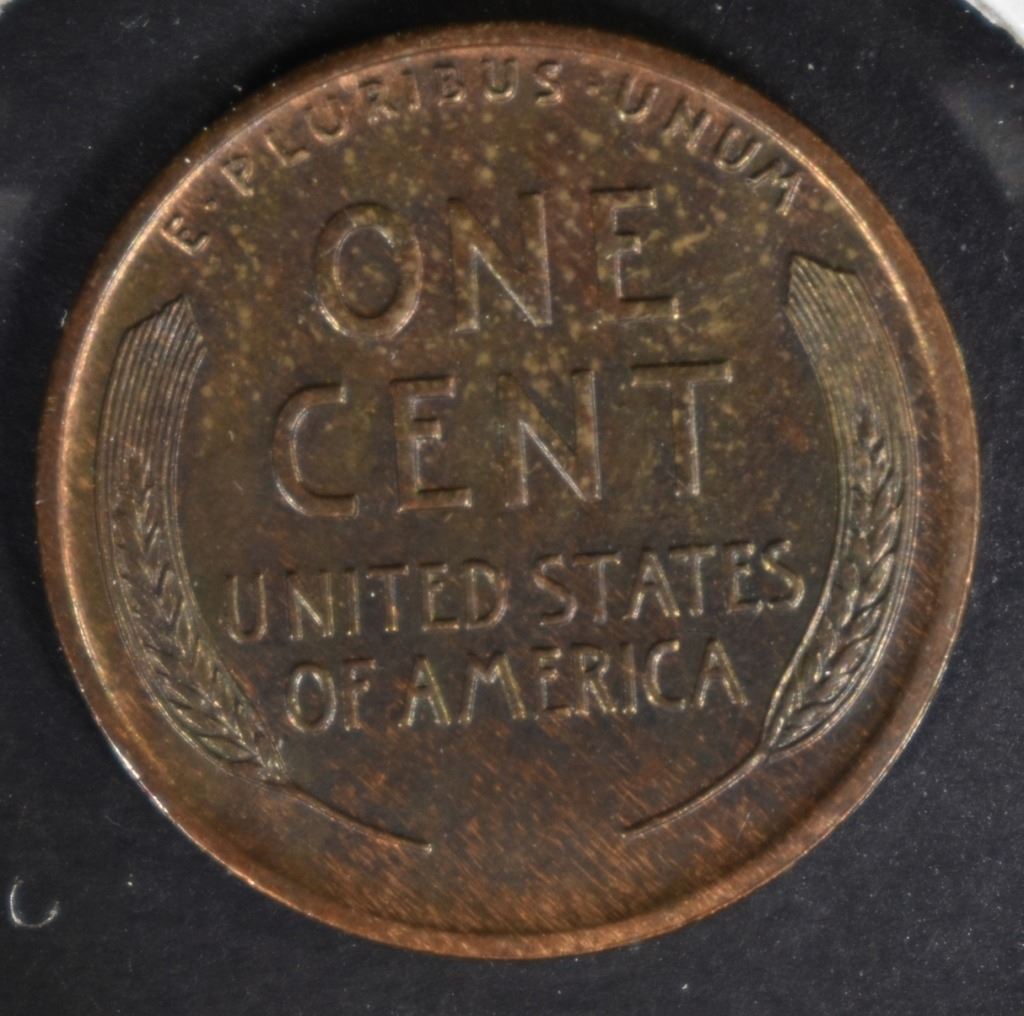 E·PLURIBUS·UNUM
ONE
CENT
UNITED STATES
OF AMERICA